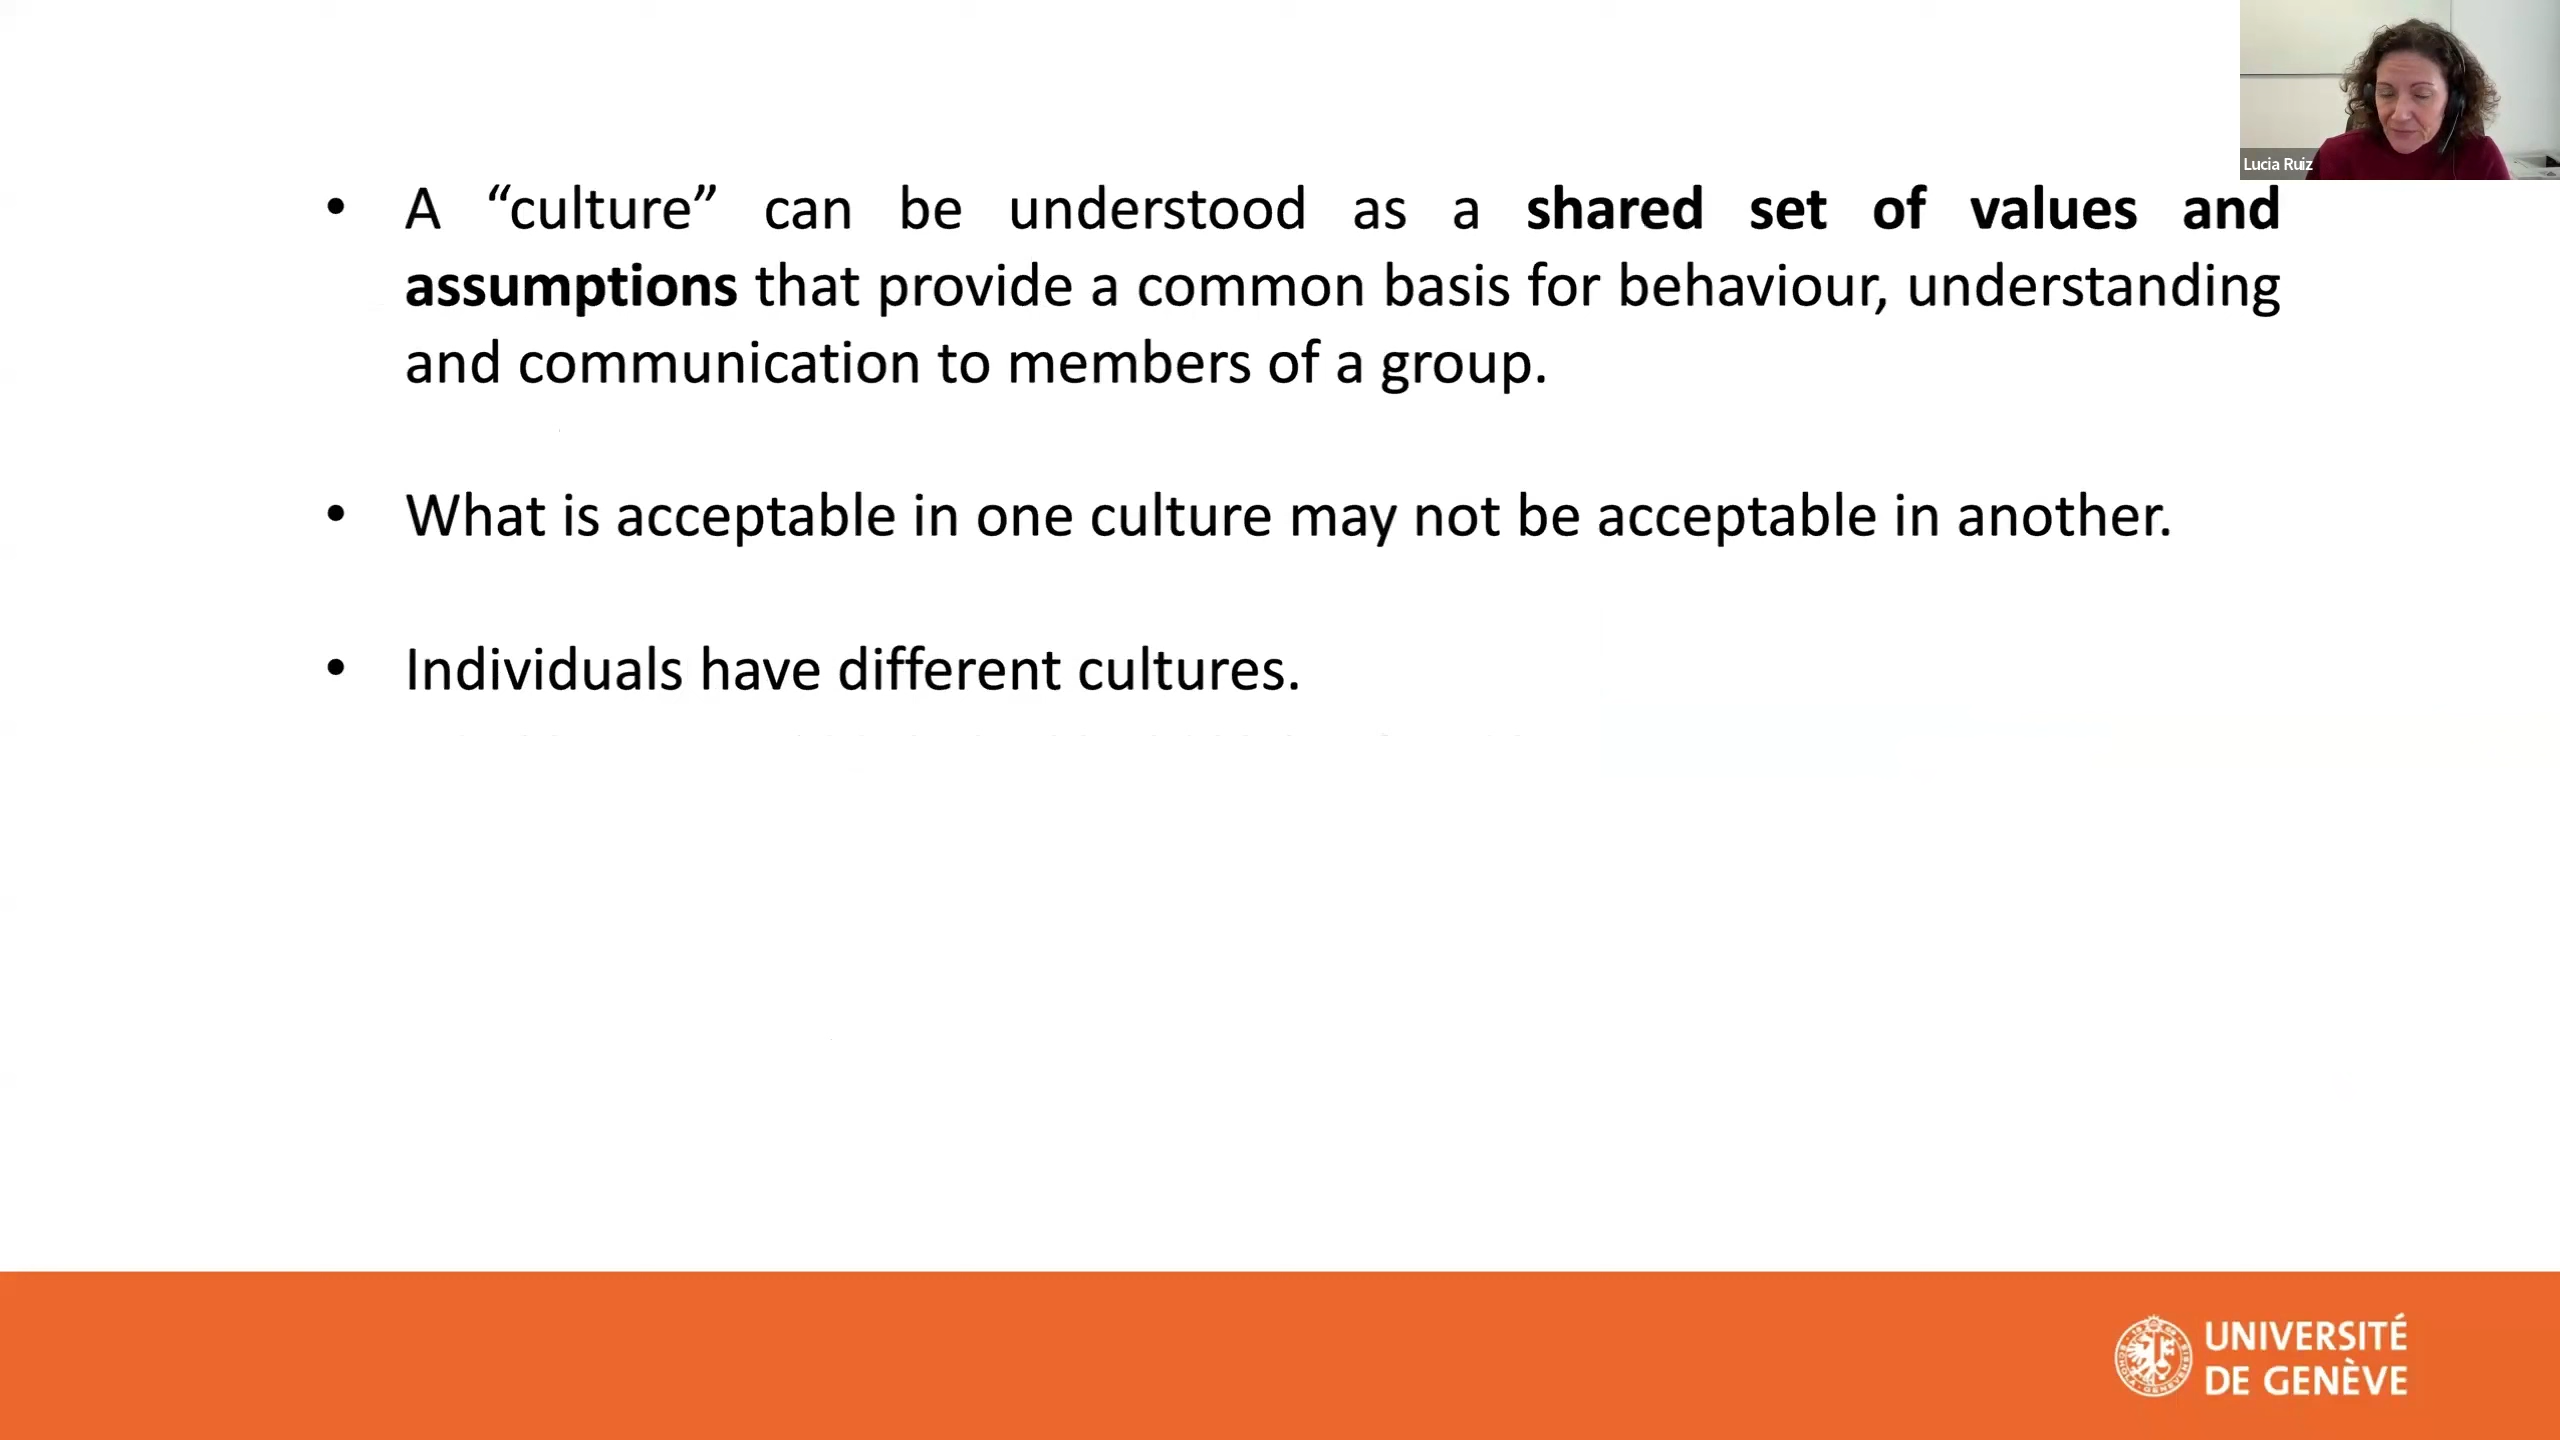 Lucia Ruiz
• A “culture” can be understood as a shared set of values and
assumptions that provide a common basis for behaviour, understanding
and communication to members of a group.
• What is acceptable in one culture may not be acceptable in another.
• Individuals have different cultures.
UNIVERSITÉ
DE GENÈVE